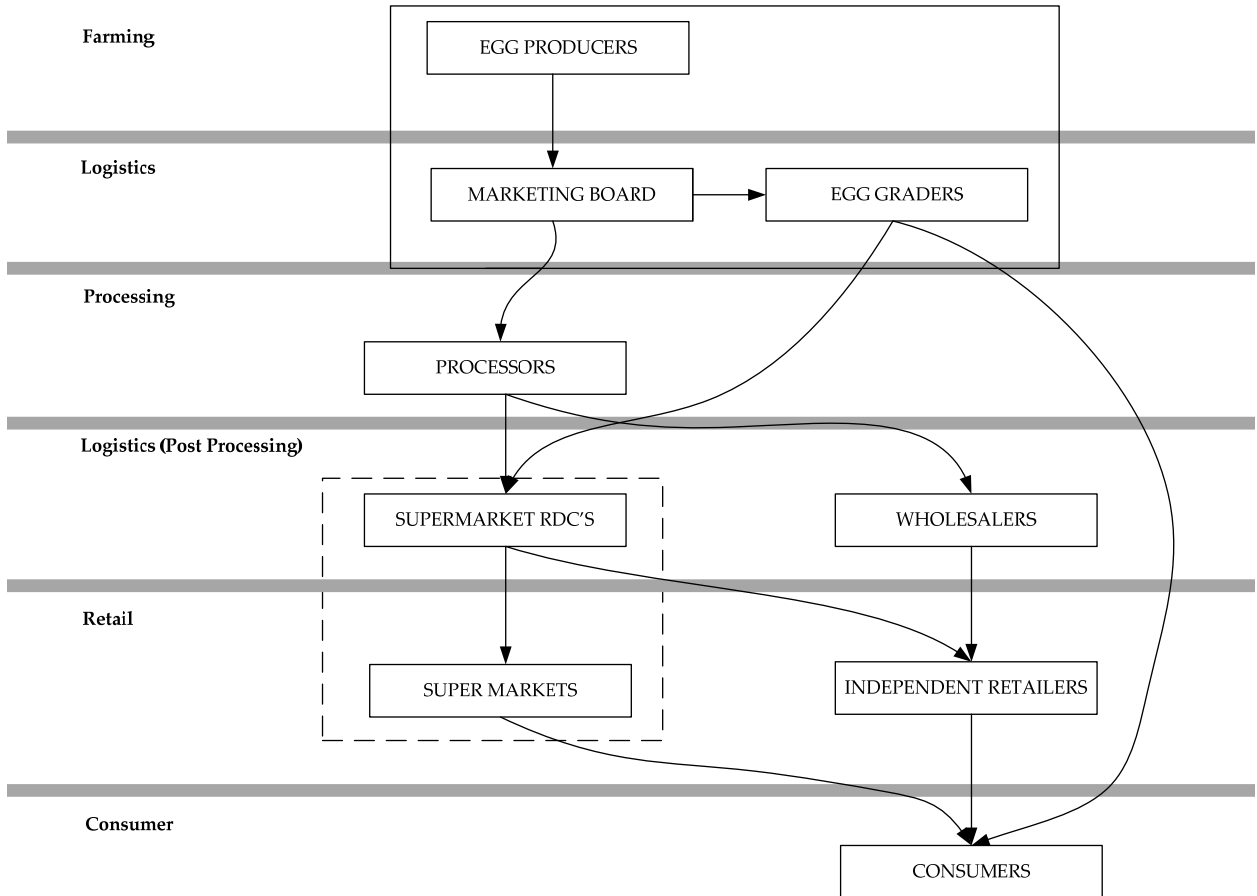 Farming
EGG PRODUCERS
Logistics
MARKETING BOARD
EGG GRADERS
Processing
PROCESSORS
Logistics (Post Processing)
SUPERMARKET RDC'S
WHOLESALERS
Retail
SUPER MARKETS
INDEPENDENT RETAILERS
Consumer
CONSUMERS